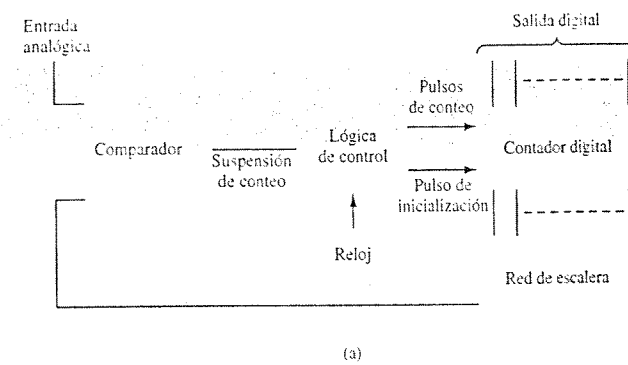 Entrada
analógica
Salida digital
Pulsos
de conteo
Comparador
Suspensión
de conteo
Lógica
de control
Contador digital
Pulso de
inicialización
Reloj
Red de escalera
(a)